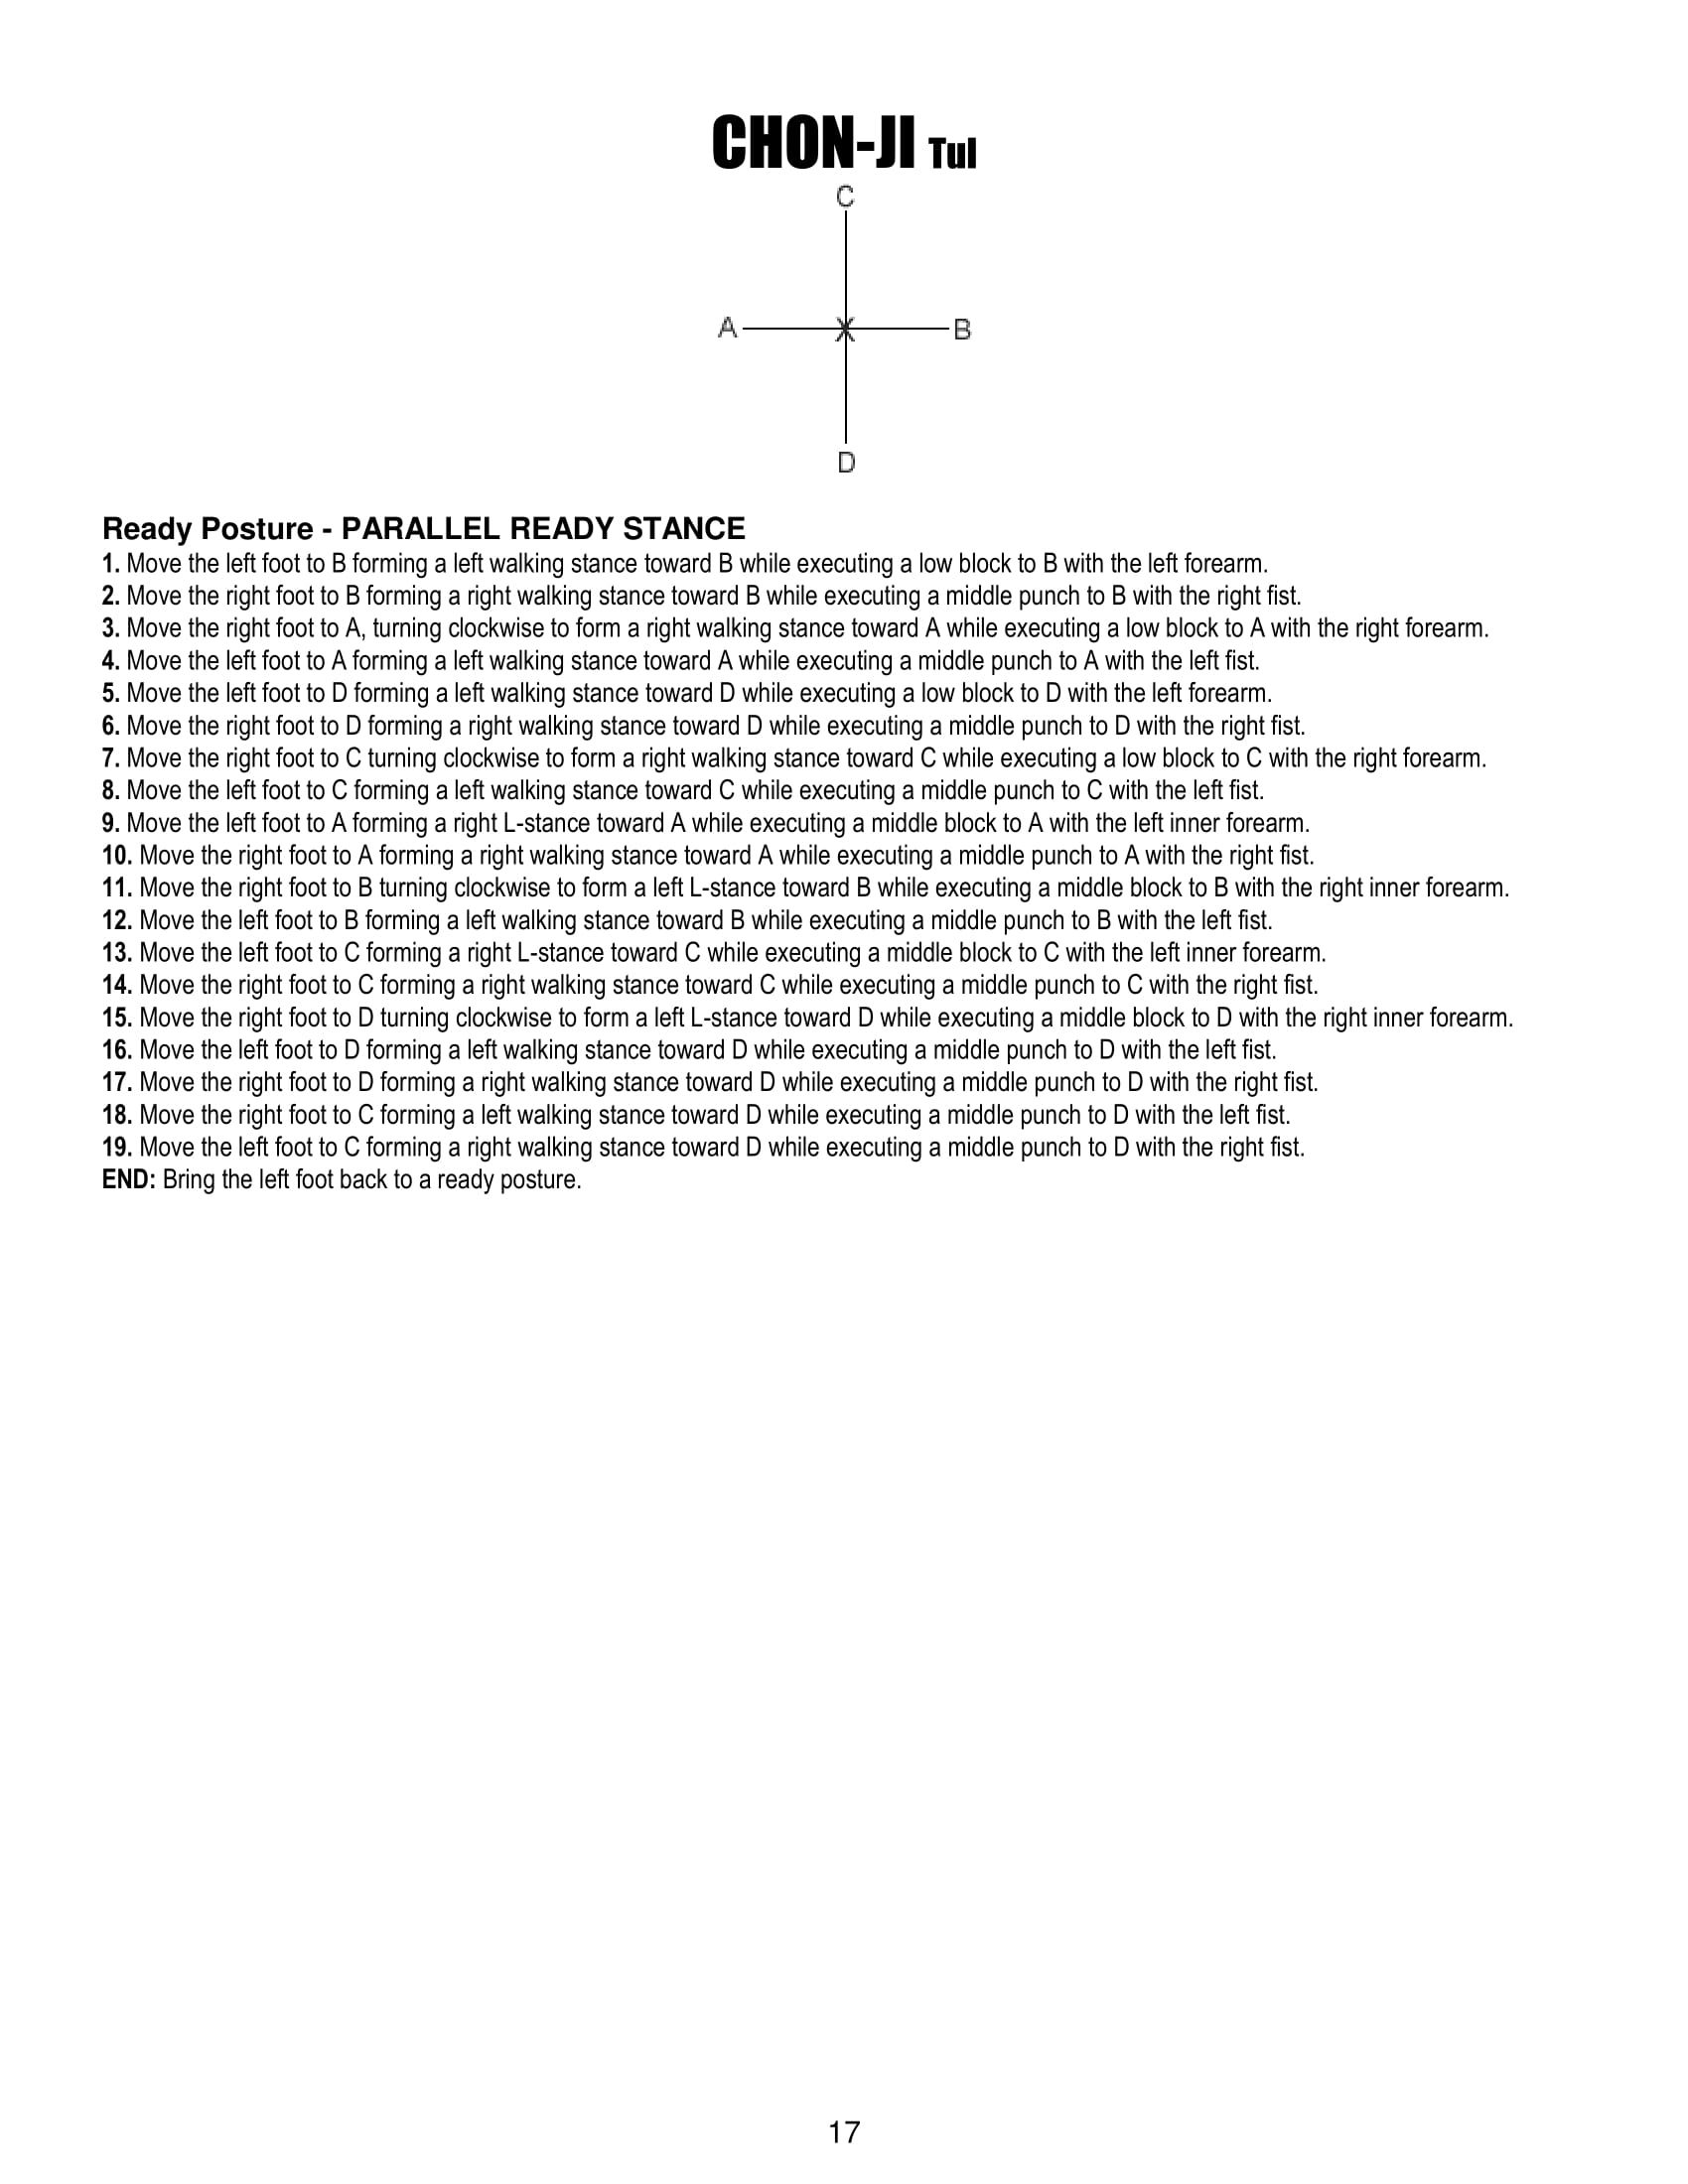 CHON-JI Tul
C
A X B
D
Ready Posture - PARALLEL READY STANCE
1. Move the left foot to B forming a left walking stance toward B while executing a low block to B with the left forearm.
2. Move the right foot to B forming a right walking stance toward B while executing a middle punch to B with the right fist.
3. Move the right foot to A, turning clockwise to form a right walking stance toward A while executing a low block to A with the right forearm.
4. Move the left foot to A forming a left walking stance toward A while executing a middle punch to A with the left fist.
5. Move the left foot to D forming a left walking stance toward D while executing a low block to D with the left forearm.
6. Move the right foot to D forming a right walking stance toward D while executing a middle punch to D with the right fist.
7. Move the right foot to C turning clockwise to form a right walking stance toward C while executing a low block to C with the right forearm.
8. Move the left foot to C forming a left walking stance toward C while executing a middle punch to C with the left fist.
9. Move the left foot to A forming a right L-stance toward A while executing a middle block to A with the left inner forearm.
10. Move the right foot to A forming a right walking stance toward A while executing a middle punch to A with the right fist.
11. Move the right foot to B turning clockwise to form a left L-stance toward B while executing a middle block to B with the right inner forearm.
12. Move the left foot to B forming a left walking stance toward B while executing a middle punch to B with the left fist.
13. Move the left foot to C forming a right L-stance toward C while executing a middle block to C with the left inner forearm.
14. Move the right foot to C forming a right walking stance toward C while executing a middle punch to C with the right fist.
15. Move the right foot to D turning clockwise to form a left L-stance toward D while executing a middle block to D with the right inner forearm.
16. Move the left foot to D forming a left walking stance toward D while executing a middle punch to D with the left fist.
17. Move the right foot to D forming a right walking stance toward D while executing a middle punch to D with the right fist.
18. Move the right foot to C forming a left walking stance toward D while executing a middle punch to D with the left fist.
19. Move the left foot to C forming a right walking stance toward D while executing a middle punch to D with the right fist.
END: Bring the left foot back to a ready posture.
17